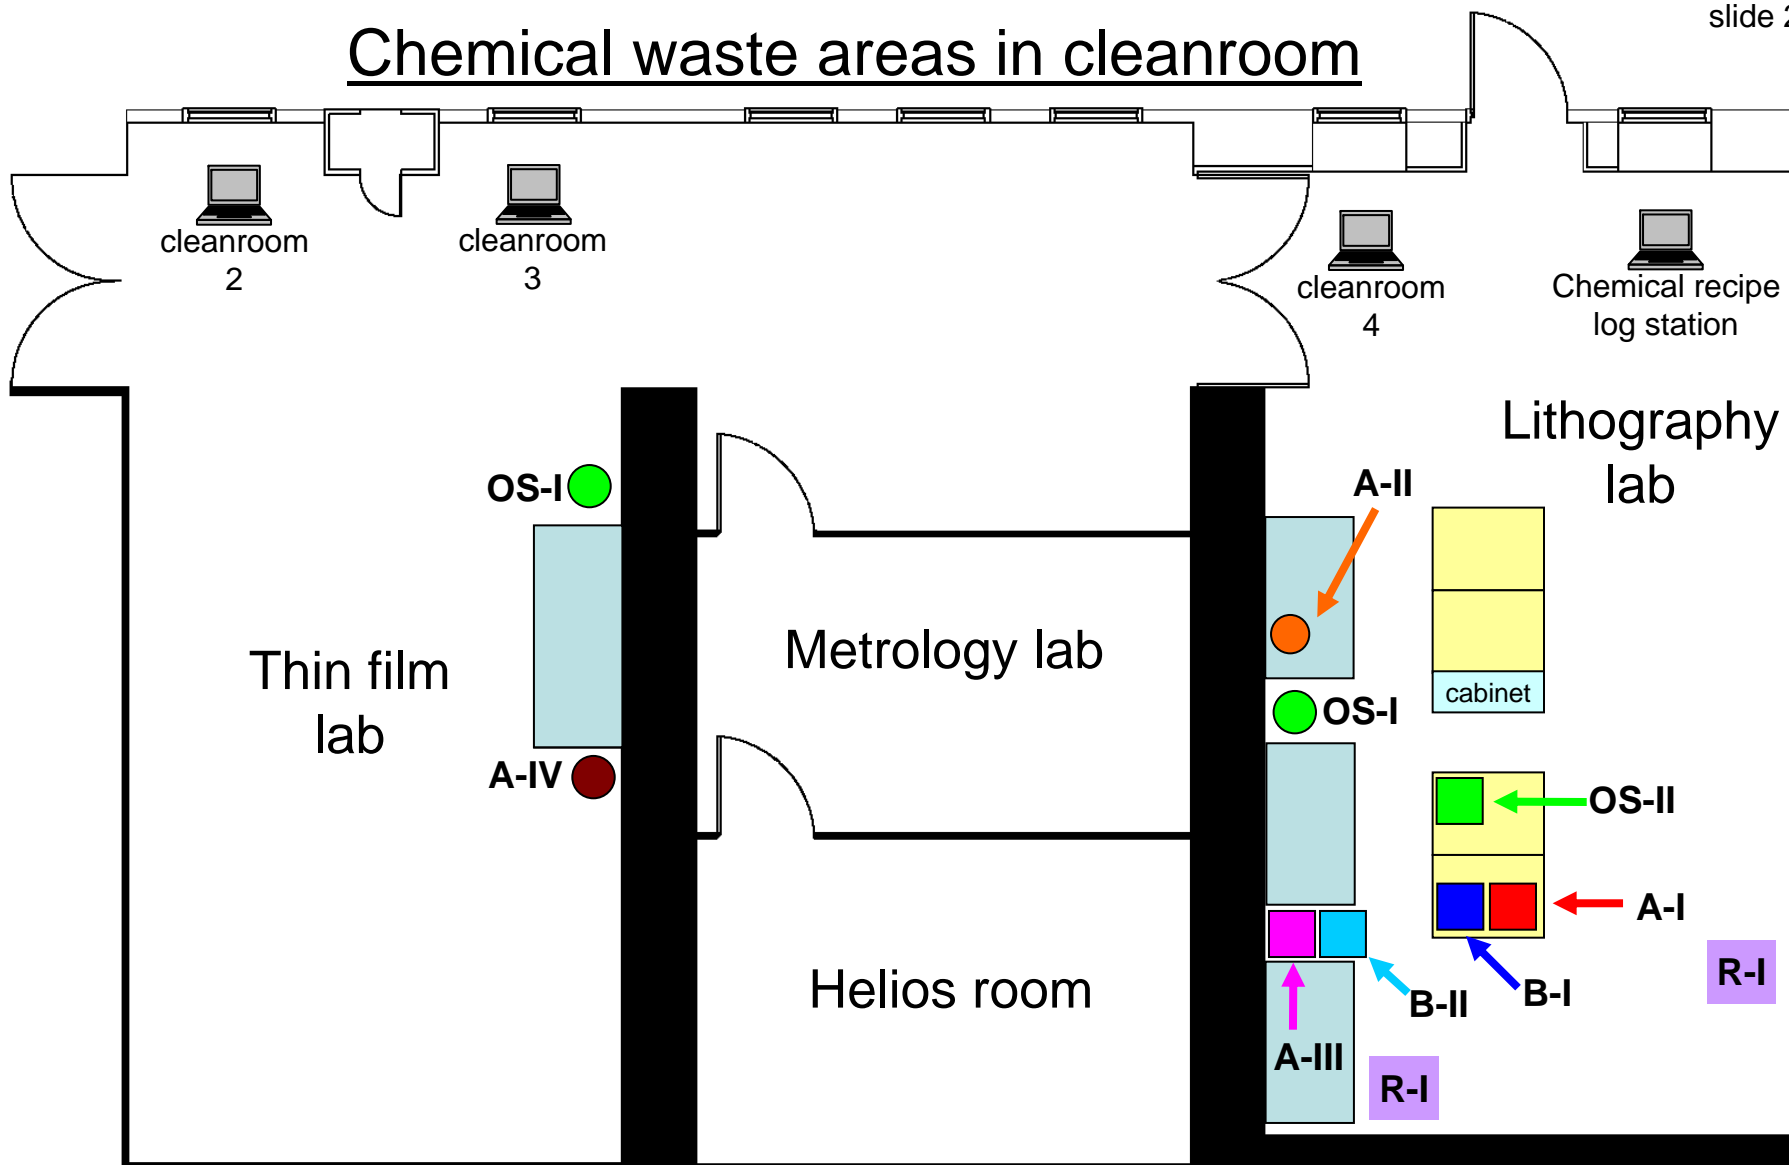 slide 2
Chemical waste areas in cleanroom
cleanroom
2
cleanroom
3
cleanroom
4
Chemical recipe
log station
Lithography
lab
OS-I
A-II
Thin film
lab
Metrology lab
cabinet
OS-I
A-IV
OS-II
A-I
B-I
B-II
R-I
Helios room
A-III
R-I